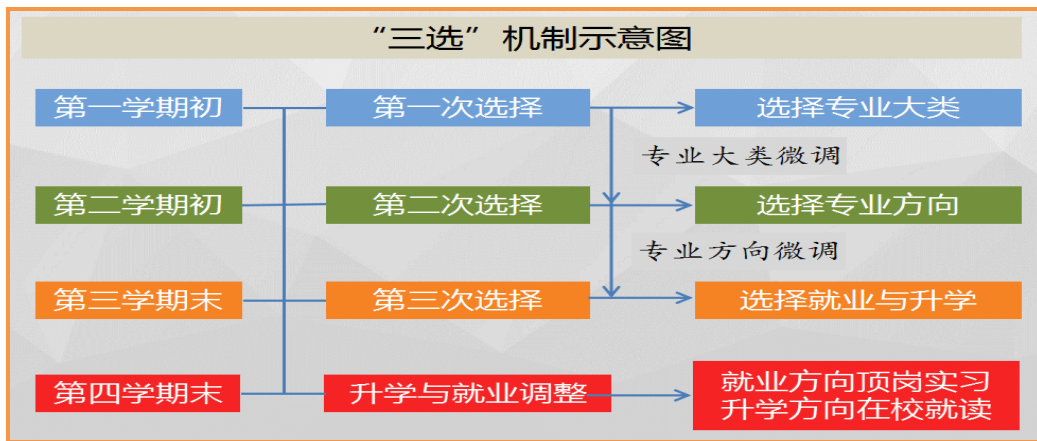 “三选”机制示意图
第一学期初
第一次选择
选择专业大类
专业大类微调
第二学期初
第二次选择
选择专业方向
专业方向微调
第三学期末
第三次选择
选择就业与升学
第四学期末
升学与就业调整
就业方向顶岗实习
升学方向在校就读